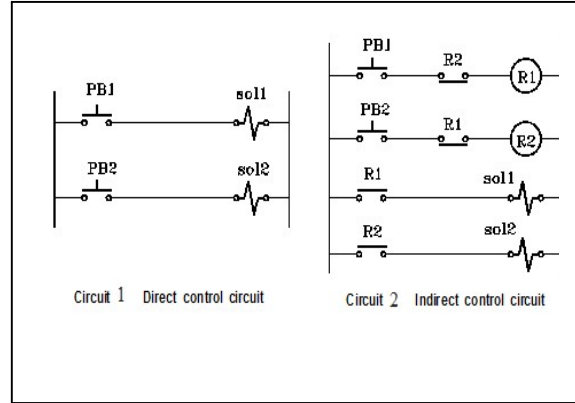 PB1
sol1
PB2
sol2
Circuit 1 Direct control circuit
PB1
R2
R1
PB2
R1
R2
R1
sol1
R2
sol2
Circuit 2 Indirect control circuit